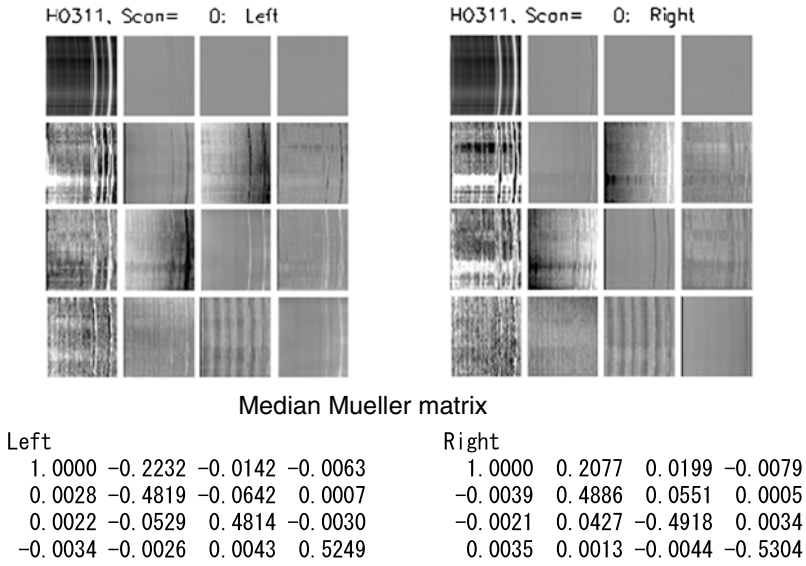 HO311, Scan=    0:  Left
HO311, Scan=    0:  Right
Median Mueller matrix
Left
1.0000 -0.2232 -0.0142 -0.0063
0.0028 -0.4819 -0.0642 0.0007
0.0022 -0.0529 0.4814 -0.0030
-0.0034 -0.0026 0.0043 0.5249
Right
1.0000 0.2077 0.0199 -0.0079
-0.0039 0.4886 0.0551 0.0005
-0.0021 0.0427 -0.4918 0.0034
0.0035 0.0013 -0.0044 -0.5304